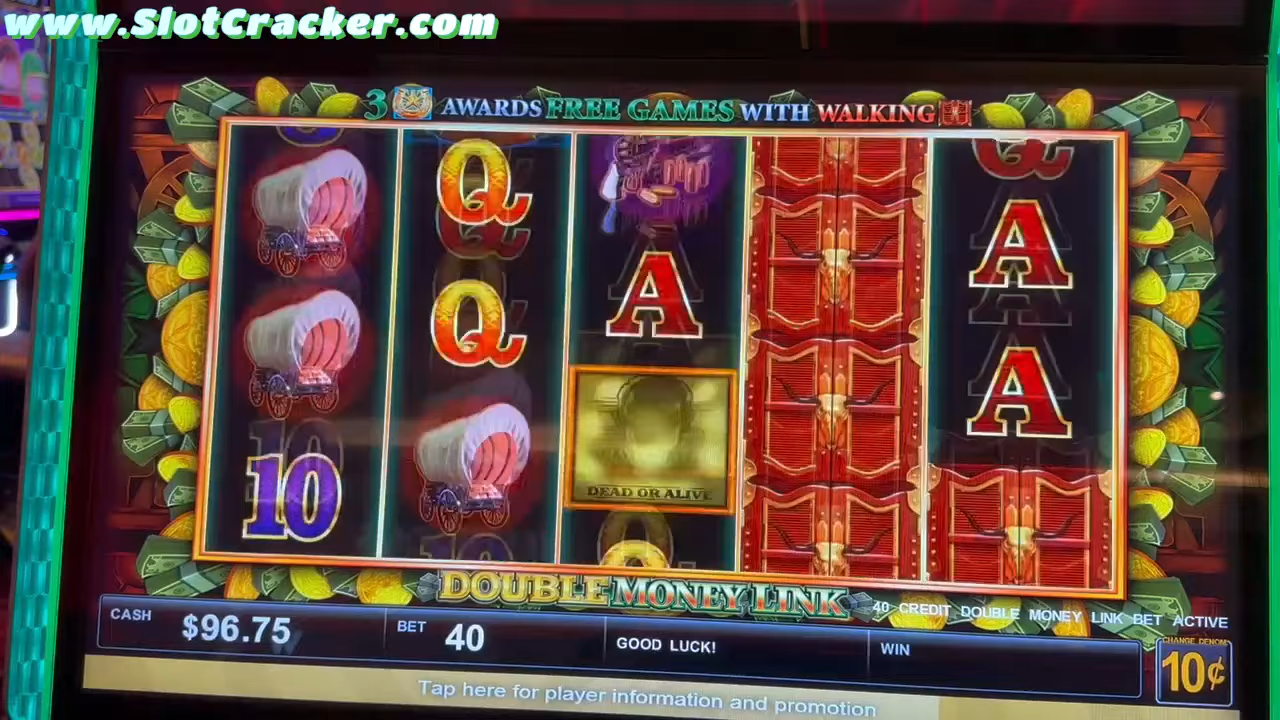 www.SlotCracker.com
3 AWARDS FREE GAMES WITH WALKING
Q
Q
Q
A
A
Q
A
DEAD OR ALIVE
10
10
Q
DOUBLE MONEY LINK
40 CREDIT DOUBLE MONEY LINK BET ACTIVE
CASH $96.75 BET 40 GOOD LUCK! WIN
CHANGE DENOM
10¢
Tap here for player information and promotion